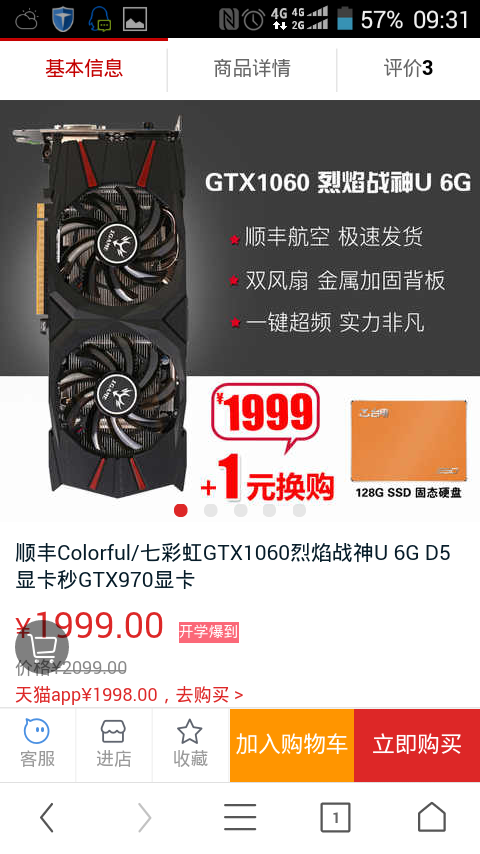 4G 4G 2G 57% 09:31
基本信息 商品详情 评价3
GTX1060 烈焰战神U 6G
顺丰航空 极速发货
双风扇 金属加固背板
一键超频 实力非凡
¥1999
+1元换购
128G SSD 固态硬盘
顺丰Colorful/七彩虹GTX1060烈焰战神U 6G D5
显卡秒GTX970显卡
¥1999.00 开学爆到
价格¥2099.00
天猫app¥1998.00，去购买 >
客服 进店 收藏 加入购物车 立即购买
1